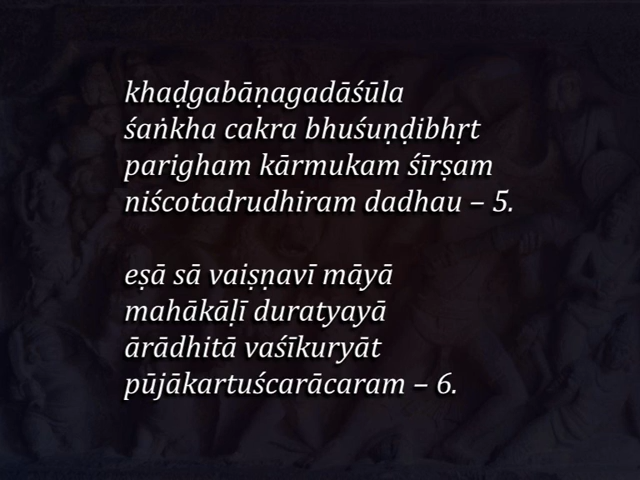 khaḍgabāṇagadāśūla
śaṅkha cakra bhuśuṇḍibhṛt
parigham kārmukam śīrṣam
niścotadrudhiram dadhau – 5.
eṣā sā vaiṣṇavī māyā
mahākāḷī duratyayā
ārādhitā vaśīkuryāt
pūjākartuścarācaram – 6.